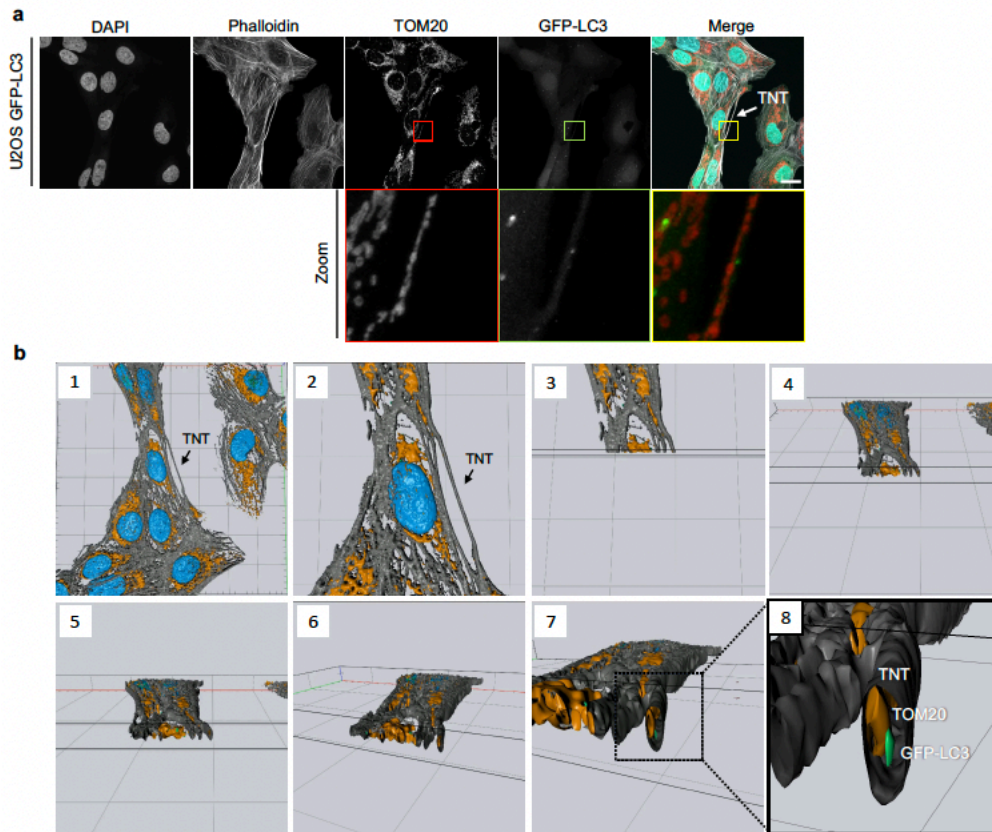 a
DAPI Phalloidin TOM20 GFP-LC3 Merge
U2OS GFP-LC3
TNT
Zoom
b
1 2 3 4
TNT
TNT
5 6 7 8
TNT
TOM20
GFP-LC3